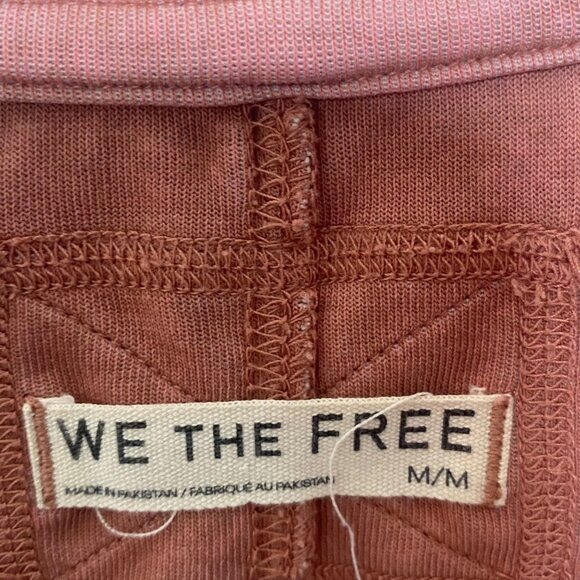 WE THE FREE
M/M
MADE IN PAKISTAN / FABRIQUÉ AU PAKISTAN